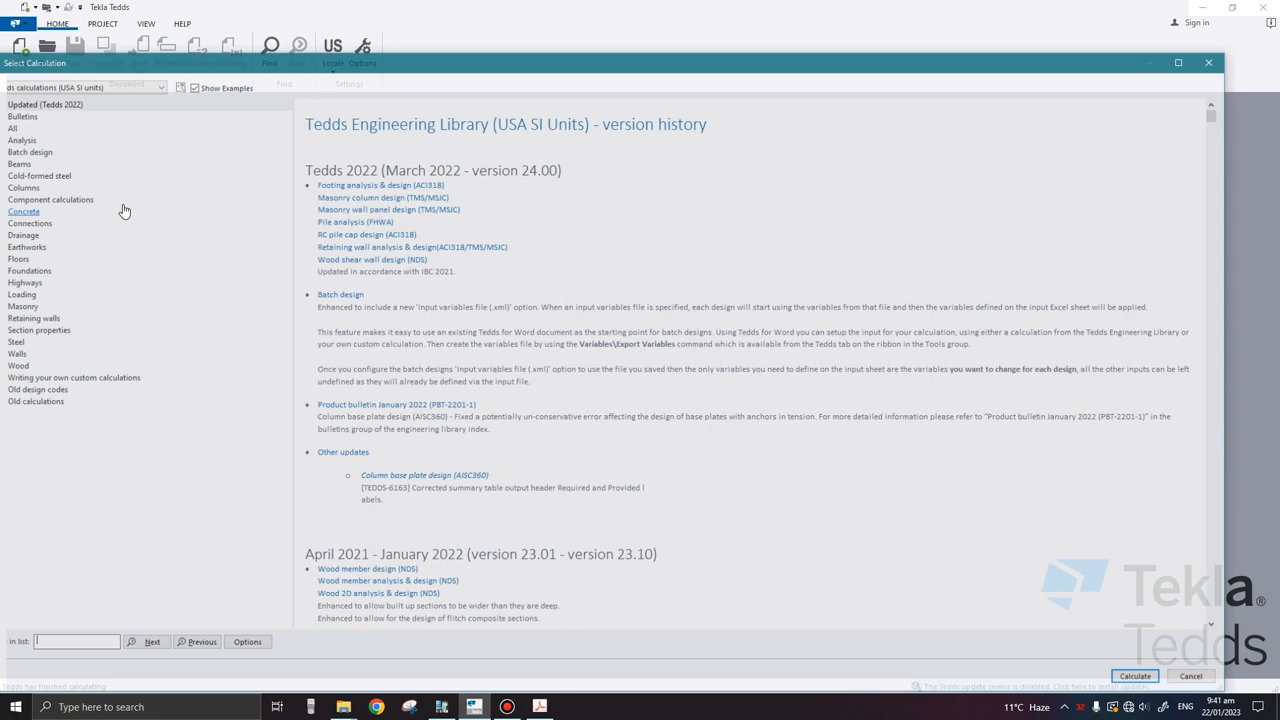 Tekla Tedds
HOME PROJECT VIEW HELP
Sign in
US
Find Locale Options
Select Calculation
Document Find Settings
ds calculations (USA SI units) Show Examples
Updated (Tedds 2022)
Bulletins
All
Analysis
Batch design
Beams
Cold-formed steel
Columns
Component calculations
Concrete
Connections
Drainage
Earthworks
Floors
Foundations
Highways
Loading
Masonry
Retaining walls
Section properties
Steel
Walls
Wood
Writing your own custom calculations
Old design codes
Old calculations
Tedds Engineering Library (USA SI Units) - version history
Tedds 2022 (March 2022 - version 24.00)
Footing analysis & design (ACI318)
Masonry column design (TMS/MSJC)
Masonry wall panel design (TMS/MSJC)
Pile analysis (FHWA)
RC pile cap design (ACI318)
Retaining wall analysis & design(ACI318/TMS/MSJC)
Wood shear wall design (NDS)
Updated in accordance with IBC 2021.
Batch design
Enhanced to include a new 'Input variables file (.xml)' option. When an input variables file is specified, each design will start using the variables from that file and then the variables defined on the input Excel sheet will be applied.
This feature makes it easy to use an existing Tedds for Word document as the starting point for batch designs. Using Tedds for Word you can setup the input for your calculation, using either a calculation from the Tedds Engineering Library or
your own custom calculation. Then create the variables file by using the Variables\Export Variables command which is available from the Tedds tab on the ribbon in the Tools group.
Once you configure the batch designs 'Input variables file (.xml)' option to use the file you saved then the only variables you need to define on the input sheet are the variables you want to change for each design, all the other inputs can be left
undefined as they will already be defined via the input file.
Product bulletin January 2022 (PBT-2201-1)
Column base plate design (AISC360) - Fixed a potentially un-conservative error affecting the design of base plates with anchors in tension. For more detailed information please refer to "Product bulletin January 2022 (PBT-2201-1)" in the
bulletins group of the engineering library index.
Other updates
Column base plate design (AISC360)
[TEDDS-6163] Corrected summary table output header Required and Provided l
abels.
April 2021 - January 2022 (version 23.01 - version 23.10)
Wood member design (NDS)
Wood member analysis & design (NDS)
Wood 2D analysis & design (NDS)
Enhanced to allow built up sections to be wider than they are deep.
Enhanced to allow for the design of flitch composite sections.
Tekla®
Tedds
in list: Next Previous Options
Calculate Cancel
Tedds has finished calculating
The Tedds update service is disabled. Click here to install updates.
Type here to search
11°C Haze 32 9:41 am
22/01/2023